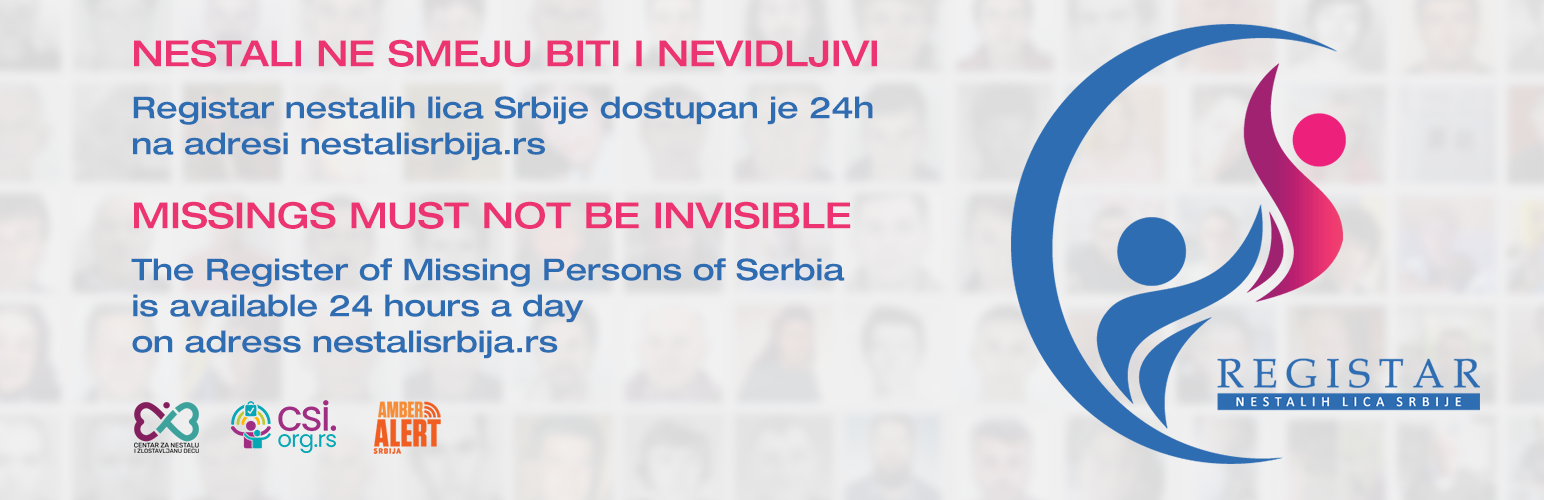 NESTALI NE SMEJU BITI I NEVIDLJIVI
Registar nestalih lica Srbije dostupan je 24h
na adresi nestalisrbija.rs
MISSINGS MUST NOT BE INVISIBLE
The Register of Missing Persons of Serbia
is available 24 hours a day
on adress nestalisrbija.rs
CENTAR ZA NESTALU
I ZLOSTAVLJANU DECU
csi.
org.rs
AMBER
ALERT
SRBIJA
REGISTAR
NESTALIH LICA SRBIJE